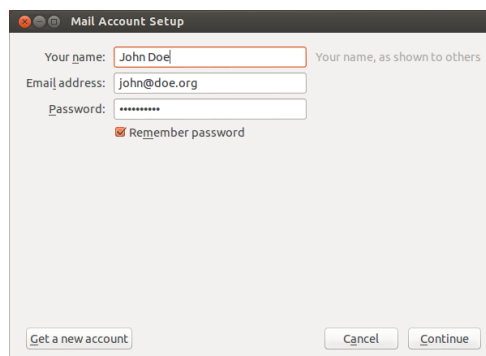 Mail Account Setup
Your name: John Doe Your name, as shown to others
Email address: john@doe.org
Password: ••••••••••
Remember password
Get a new account Cancel Continue